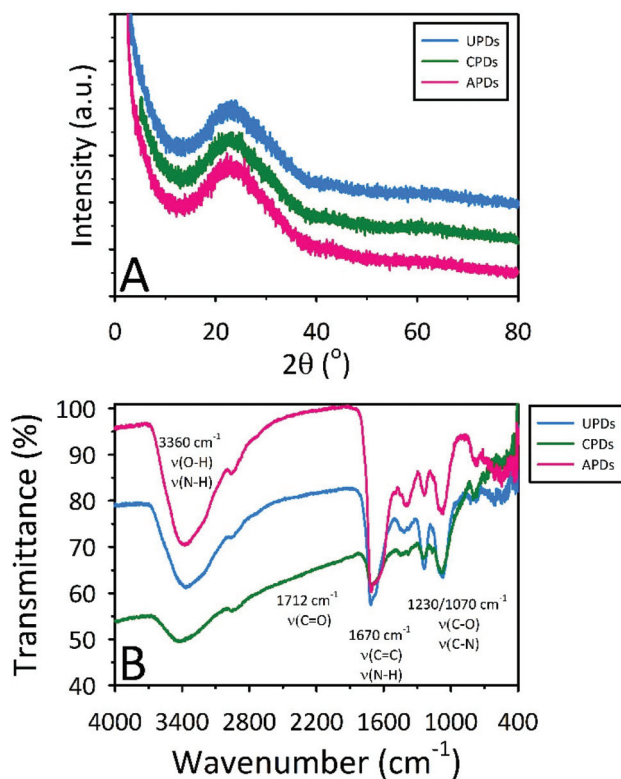 UPDs
CPDs
APDs
Intensity (a.u.)
A
0 20 40 60 80
2θ (°)
100
90
80
70
60
50
40
Transmittance (%)
3360 cm⁻¹
ν(O-H)
ν(N-H)
1712 cm⁻¹
ν(C=O)
1670 cm⁻¹
ν(C=C)
ν(N-H)
1230/1070 cm⁻¹
ν(C-O)
ν(C-N)
UPDs
CPDs
APDs
B
4000 3400 2800 2200 1600 1000 400
Wavenumber (cm⁻¹)